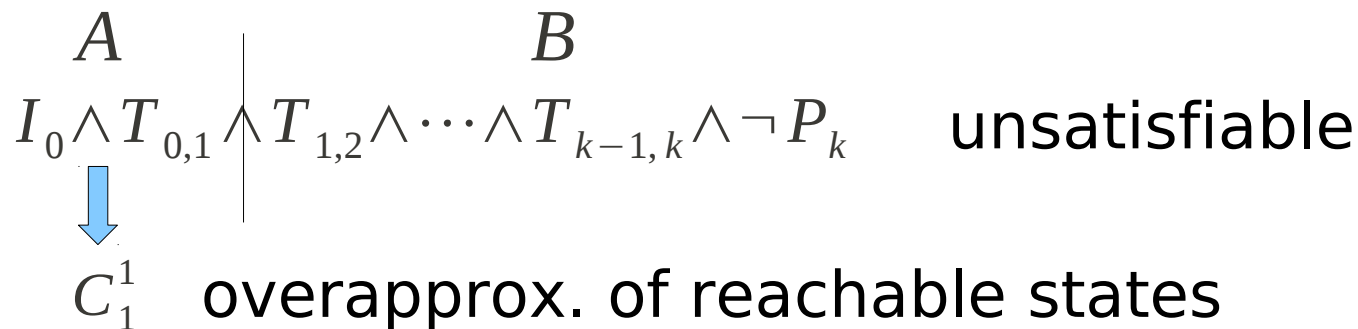 A B
I₀ ∧ T₀,₁ ∧ T₁,₂ ∧ ⋯ ∧ Tₖ₋₁,ₖ ∧ ¬ Pₖ unsatisfiable
C₁¹ overapprox. of reachable states